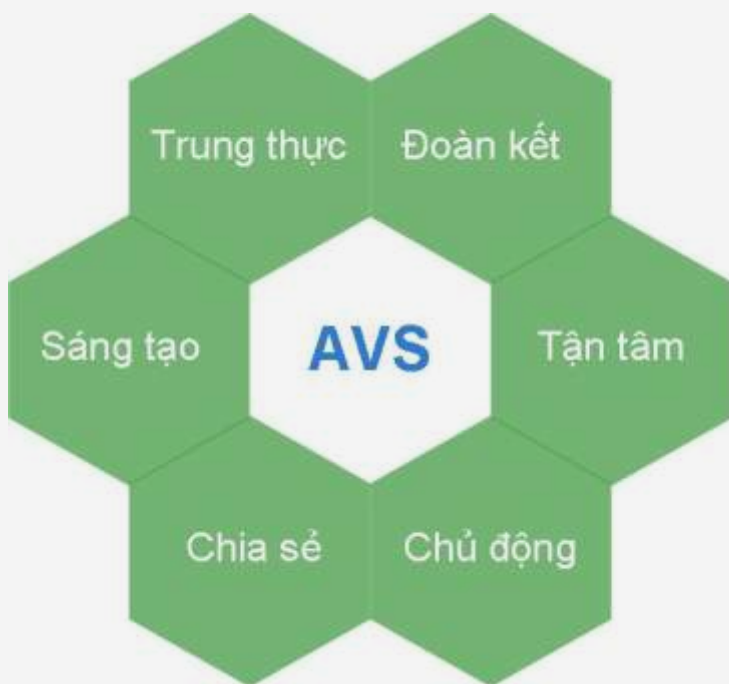 Trung thực
Đoàn kết
Sáng tạo
AVS
Tận tâm
Chia sẻ
Chủ động